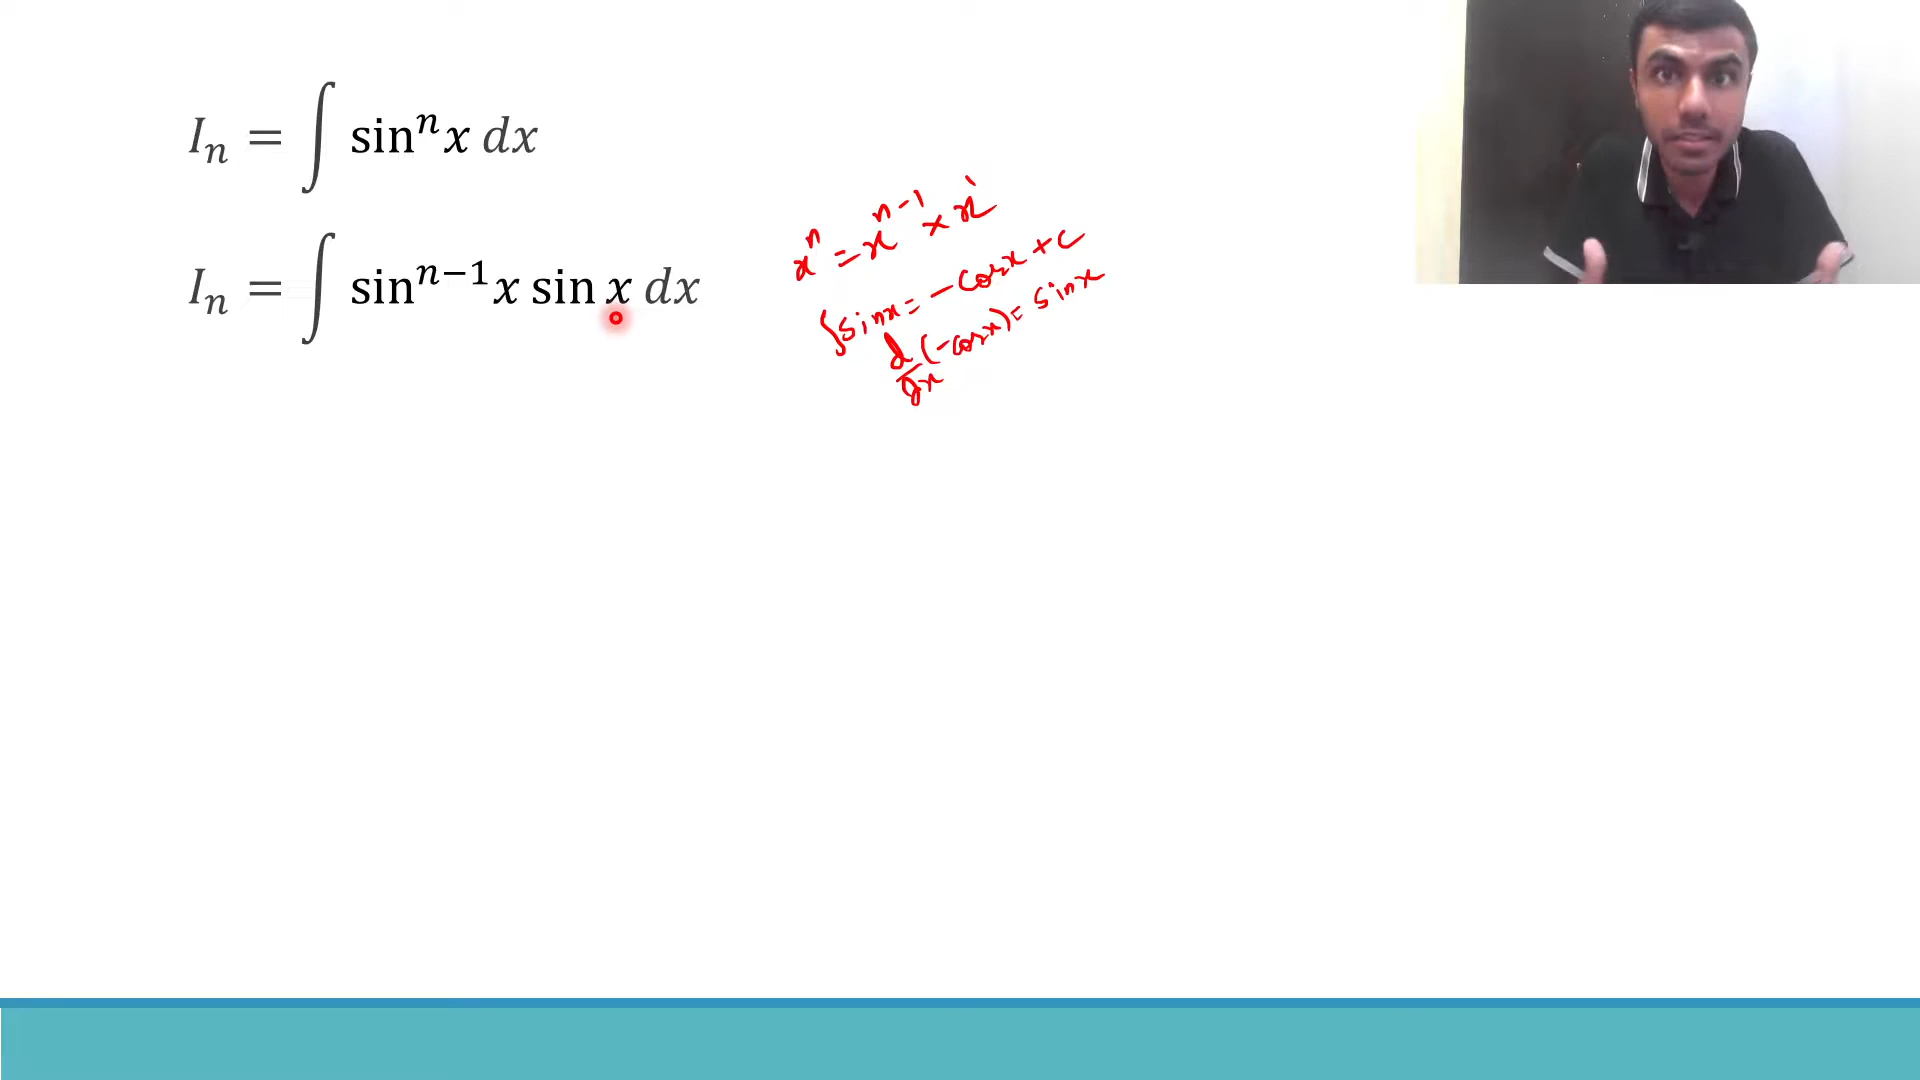 Iₙ = ∫ sinⁿx dx
Iₙ = ∫ sinⁿ⁻¹x sin x dx
xⁿ = xⁿ⁻¹ × x¹
∫sinx = -cosx + c
d/dx (-cosx) = sinx